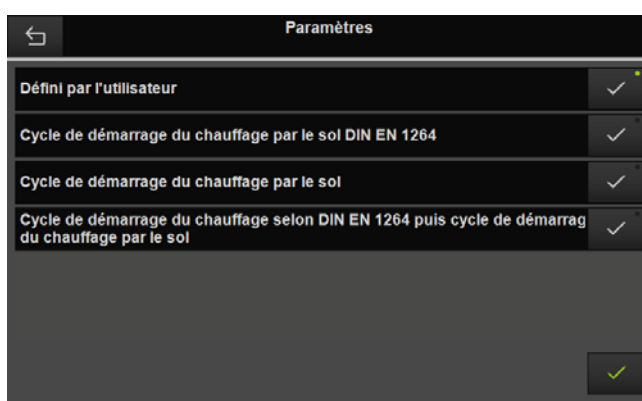 Paramètres
Défini par l'utilisateur
Cycle de démarrage du chauffage par le sol DIN EN 1264
Cycle de démarrage du chauffage par le sol
Cycle de démarrage du chauffage selon DIN EN 1264 puis cycle de démarrag
du chauffage par le sol